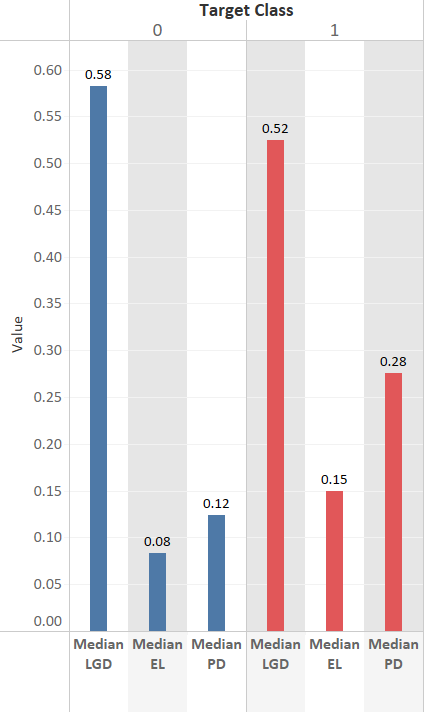 Target Class
0
1
0.60
0.55
0.50
0.45
0.40
0.35
0.30
0.25
0.20
0.15
0.10
0.05
0.00
Value
0.58
0.08
0.12
0.52
0.15
0.28
Median
LGD
Median
EL
Median
PD
Median
LGD
Median
EL
Median
PD